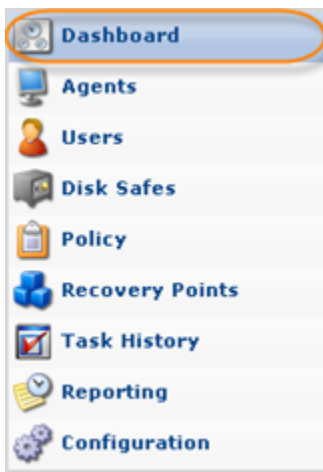 Dashboard
Agents
Users
Disk Safes
Policy
Recovery Points
Task History
Reporting
Configuration